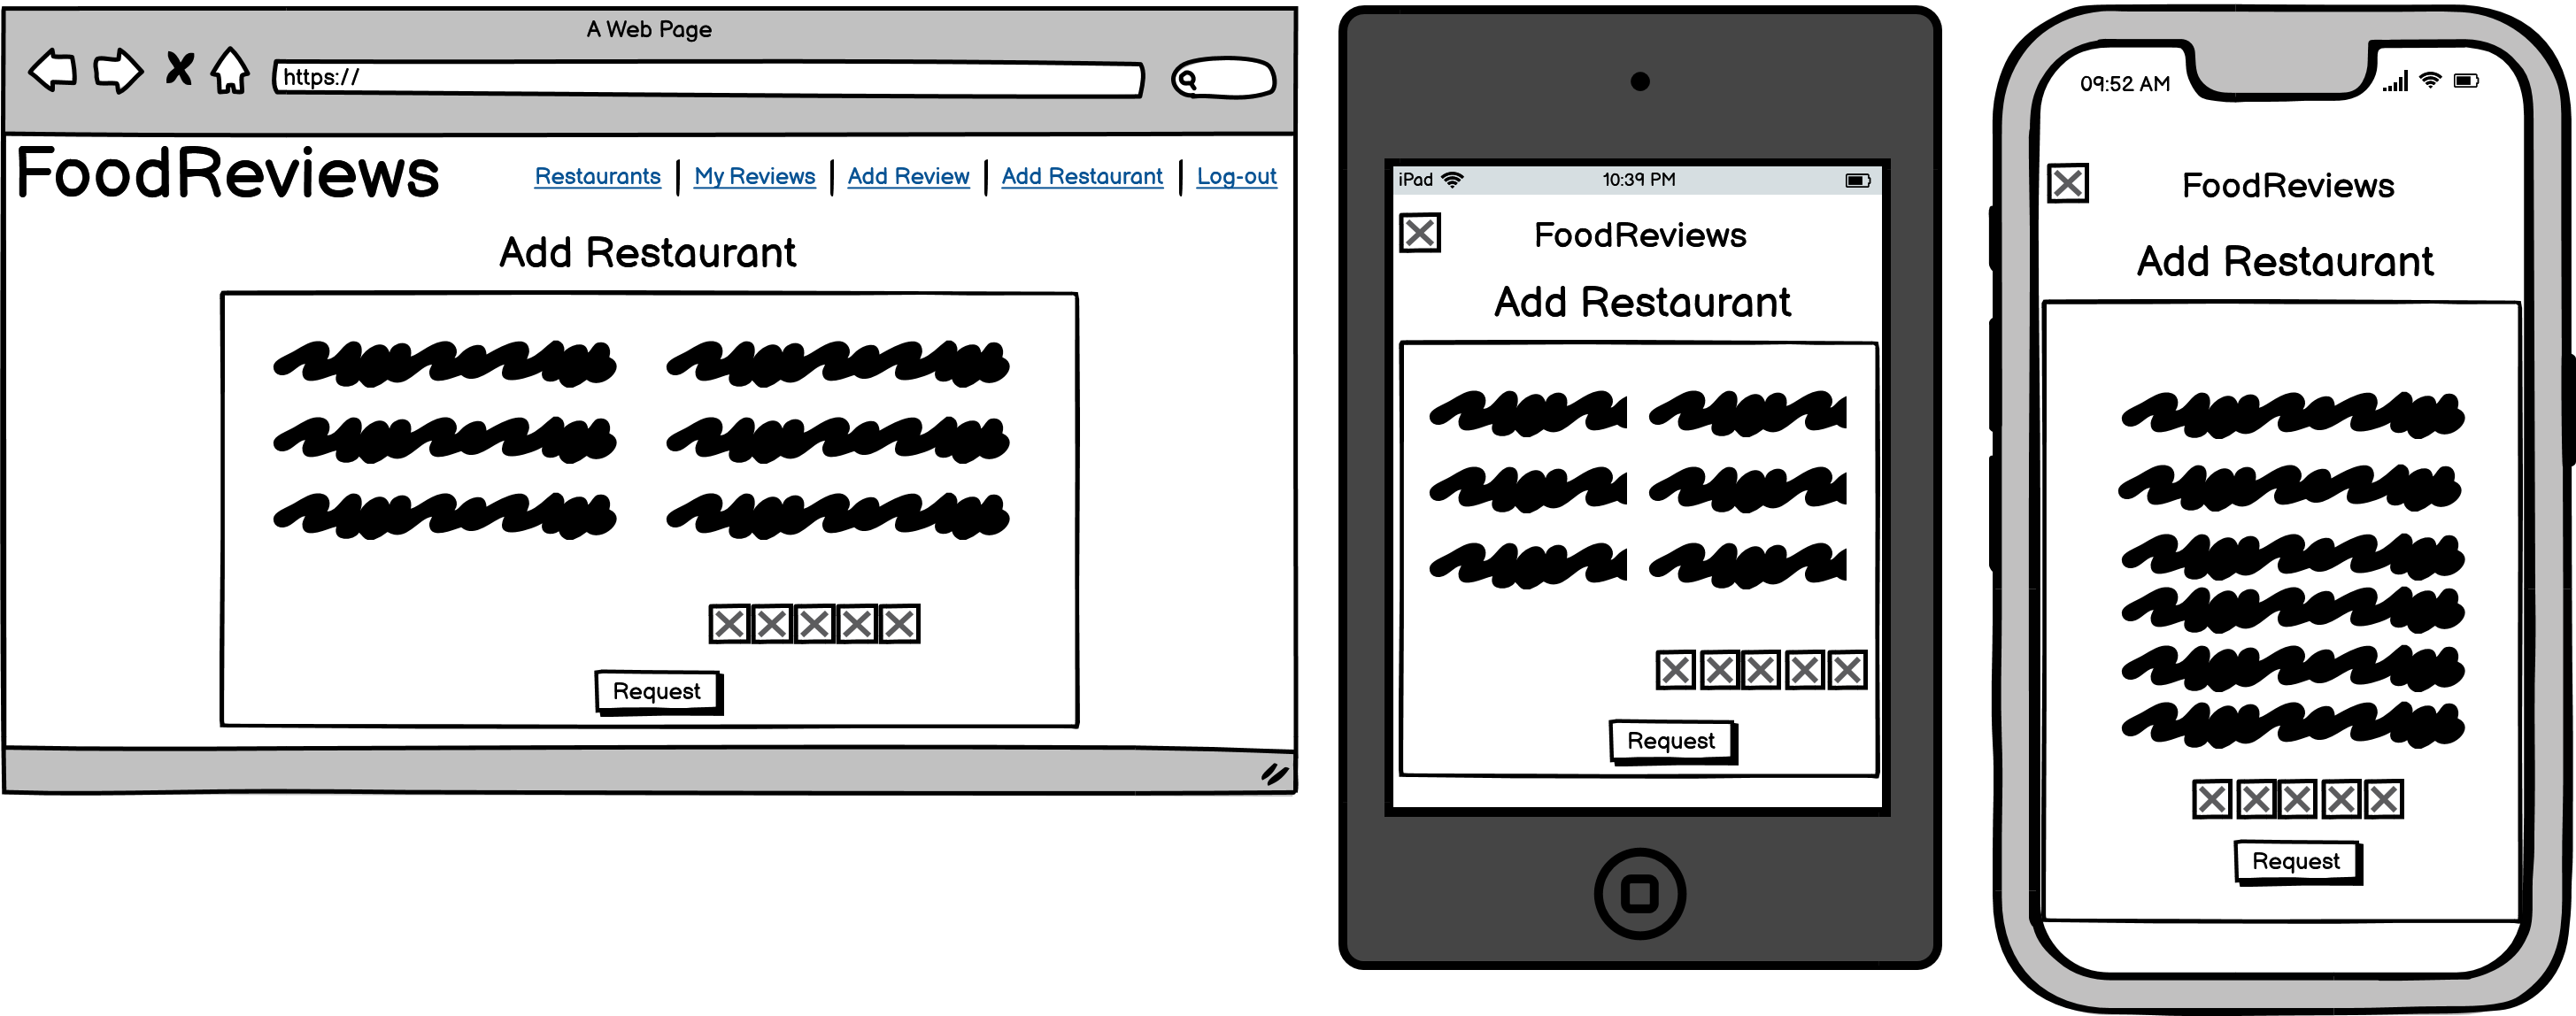 A Web Page
https://
FoodReviews
Restaurants | My Reviews | Add Review | Add Restaurant | Log-out
Add Restaurant
Request
iPad 10:39 PM
FoodReviews
Add Restaurant
Request
09:52 AM
FoodReviews
Add Restaurant
Request